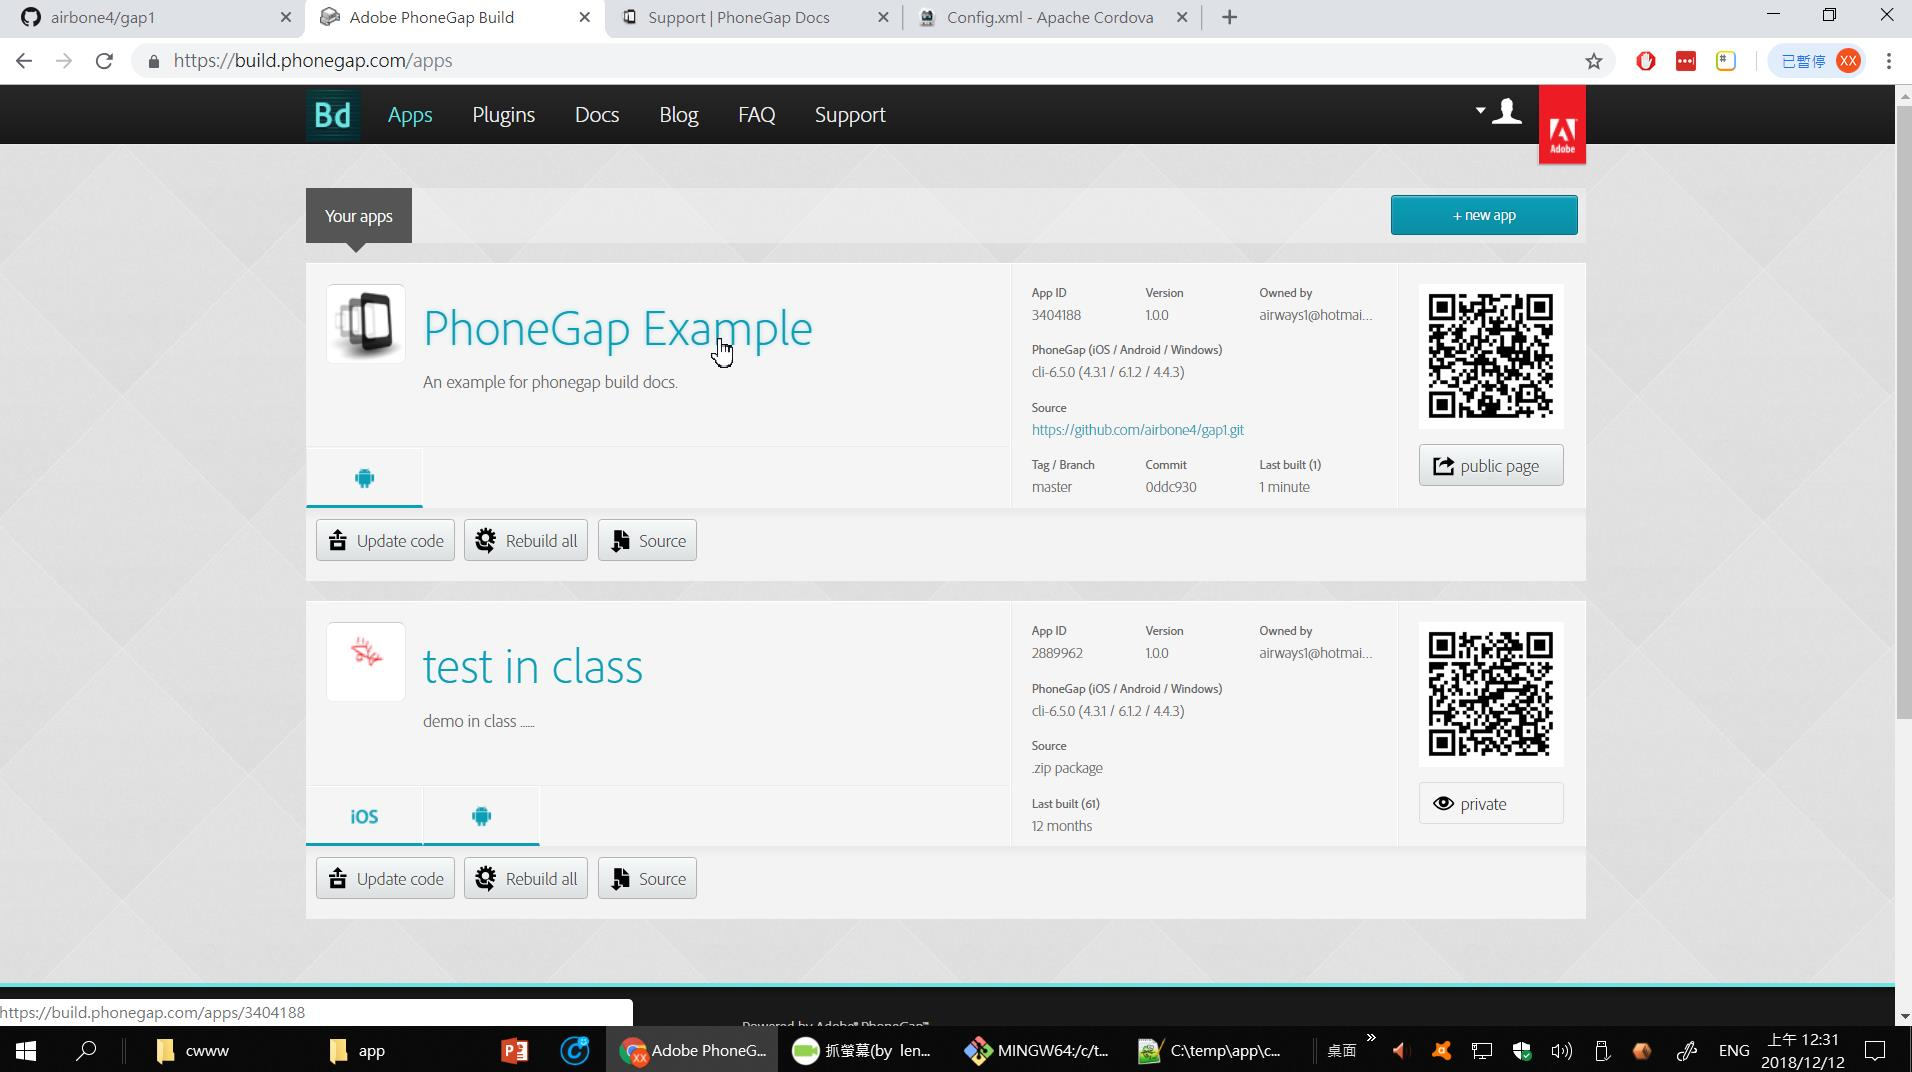 airbone4/gap1
Adobe PhoneGap Build
Support | PhoneGap Docs
Config.xml - Apache Cordova
https://build.phonegap.com/apps
已暫停
XX
Bd
Apps
Plugins
Docs
Blog
FAQ
Support
Adobe
Your apps
+ new app
PhoneGap Example
An example for phonegap build docs.
App ID
Version
Owned by
3404188
1.0.0
airways1@hotmai...
PhoneGap (iOS / Android / Windows)
cli-6.5.0 (4.3.1 / 6.1.2 / 4.4.3)
Source
https://github.com/airbone4/gap1.git
Tag / Branch
Commit
Last built (1)
master
0ddc930
1 minute
public page
Update code
Rebuild all
Source
test in class
demo in class ......
App ID
Version
Owned by
2889962
1.0.0
airways1@hotmai...
PhoneGap (iOS / Android / Windows)
cli-6.5.0 (4.3.1 / 6.1.2 / 4.4.3)
Source
.zip package
Last built (61)
12 months
private
iOS
Update code
Rebuild all
Source
https://build.phonegap.com/apps/3404188
Powered by Adobe® PhoneGap™
cwww
app
XX
Adobe PhoneG...
抓螢幕(by len...
MINGW64:/c/t...
C:\temp\app\c...
桌面
»
ENG
上午 12:31
2018/12/12